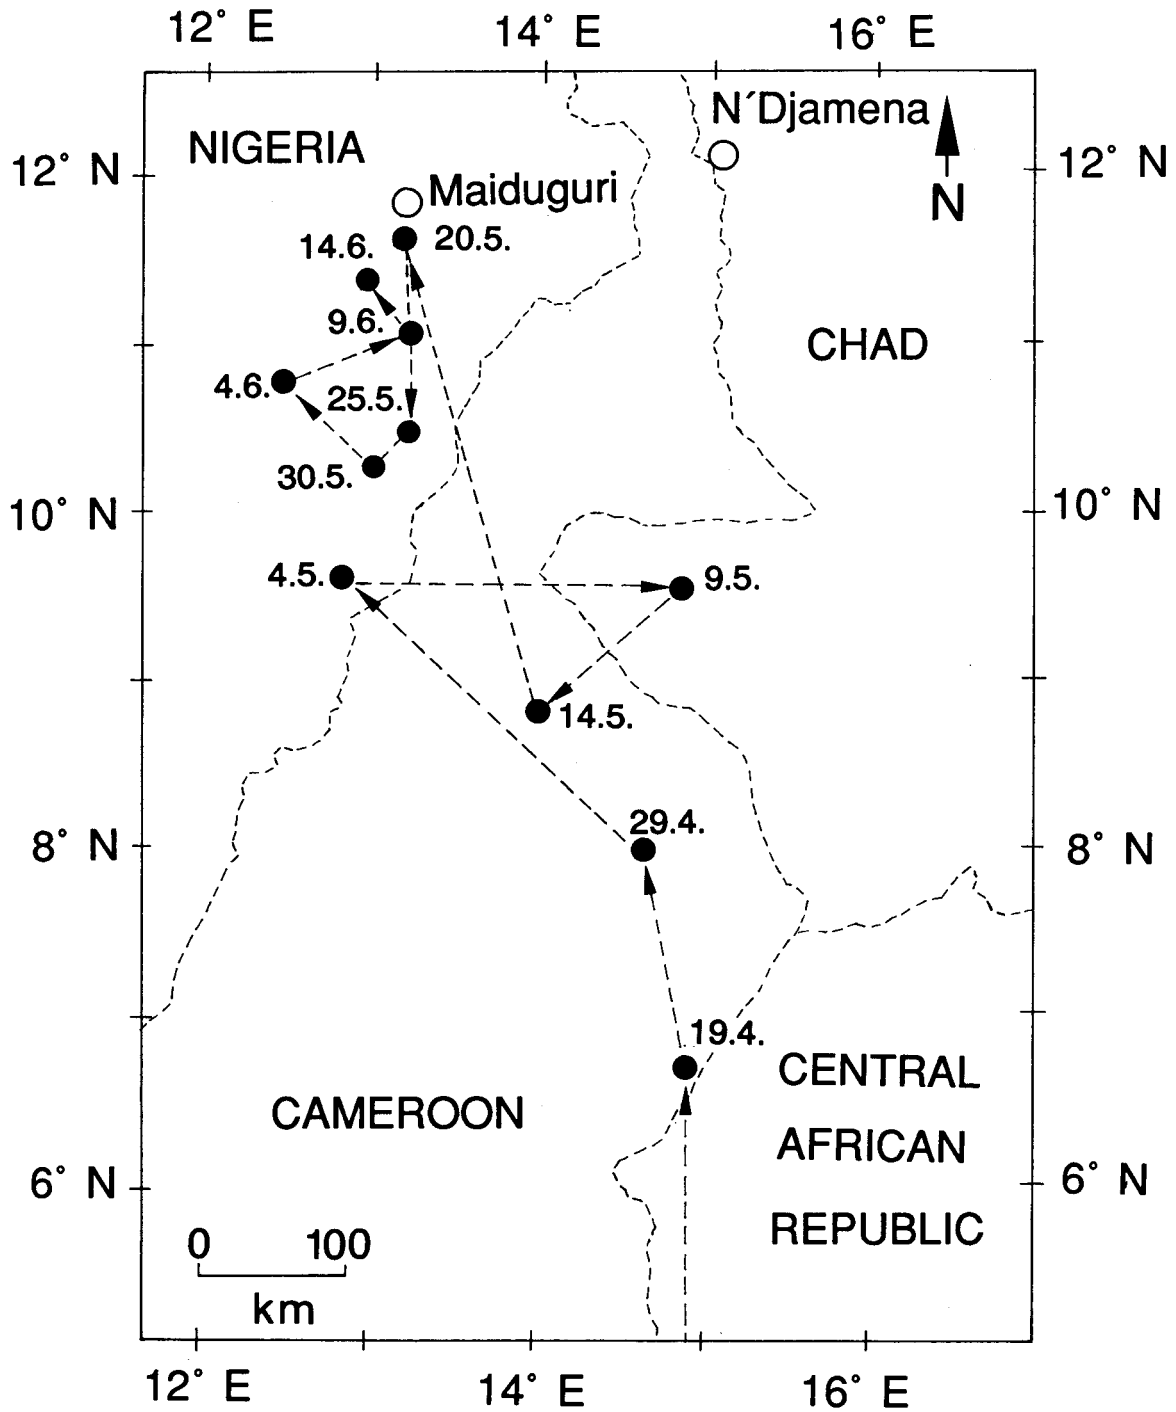 12° E 14° E 16° E
N´Djamena
NIGERIA
12° N 12° N
Maiduguri
N
14.6. 20.5.
9.6.
CHAD
4.6. 25.5.
30.5.
10° N 10° N
4.5. 9.5.
14.5.
29.4.
8° N 8° N
19.4.
CENTRAL
CAMEROON
AFRICAN
6° N 6° N
REPUBLIC
0 100
km
12° E 14° E 16° E